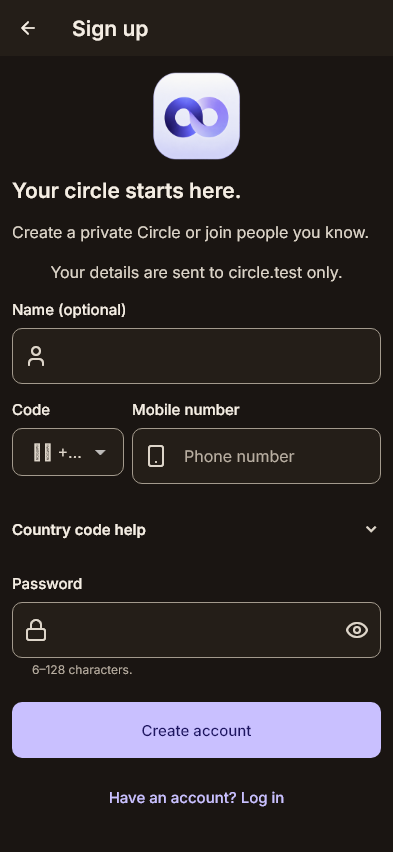 Sign up
Your circle starts here.
Create a private Circle or join people you know.
Your details are sent to circle.test only.
Name (optional)
Code
Mobile number
+...
Phone number
Country code help
Password
6–128 characters.
Create account
Have an account? Log in